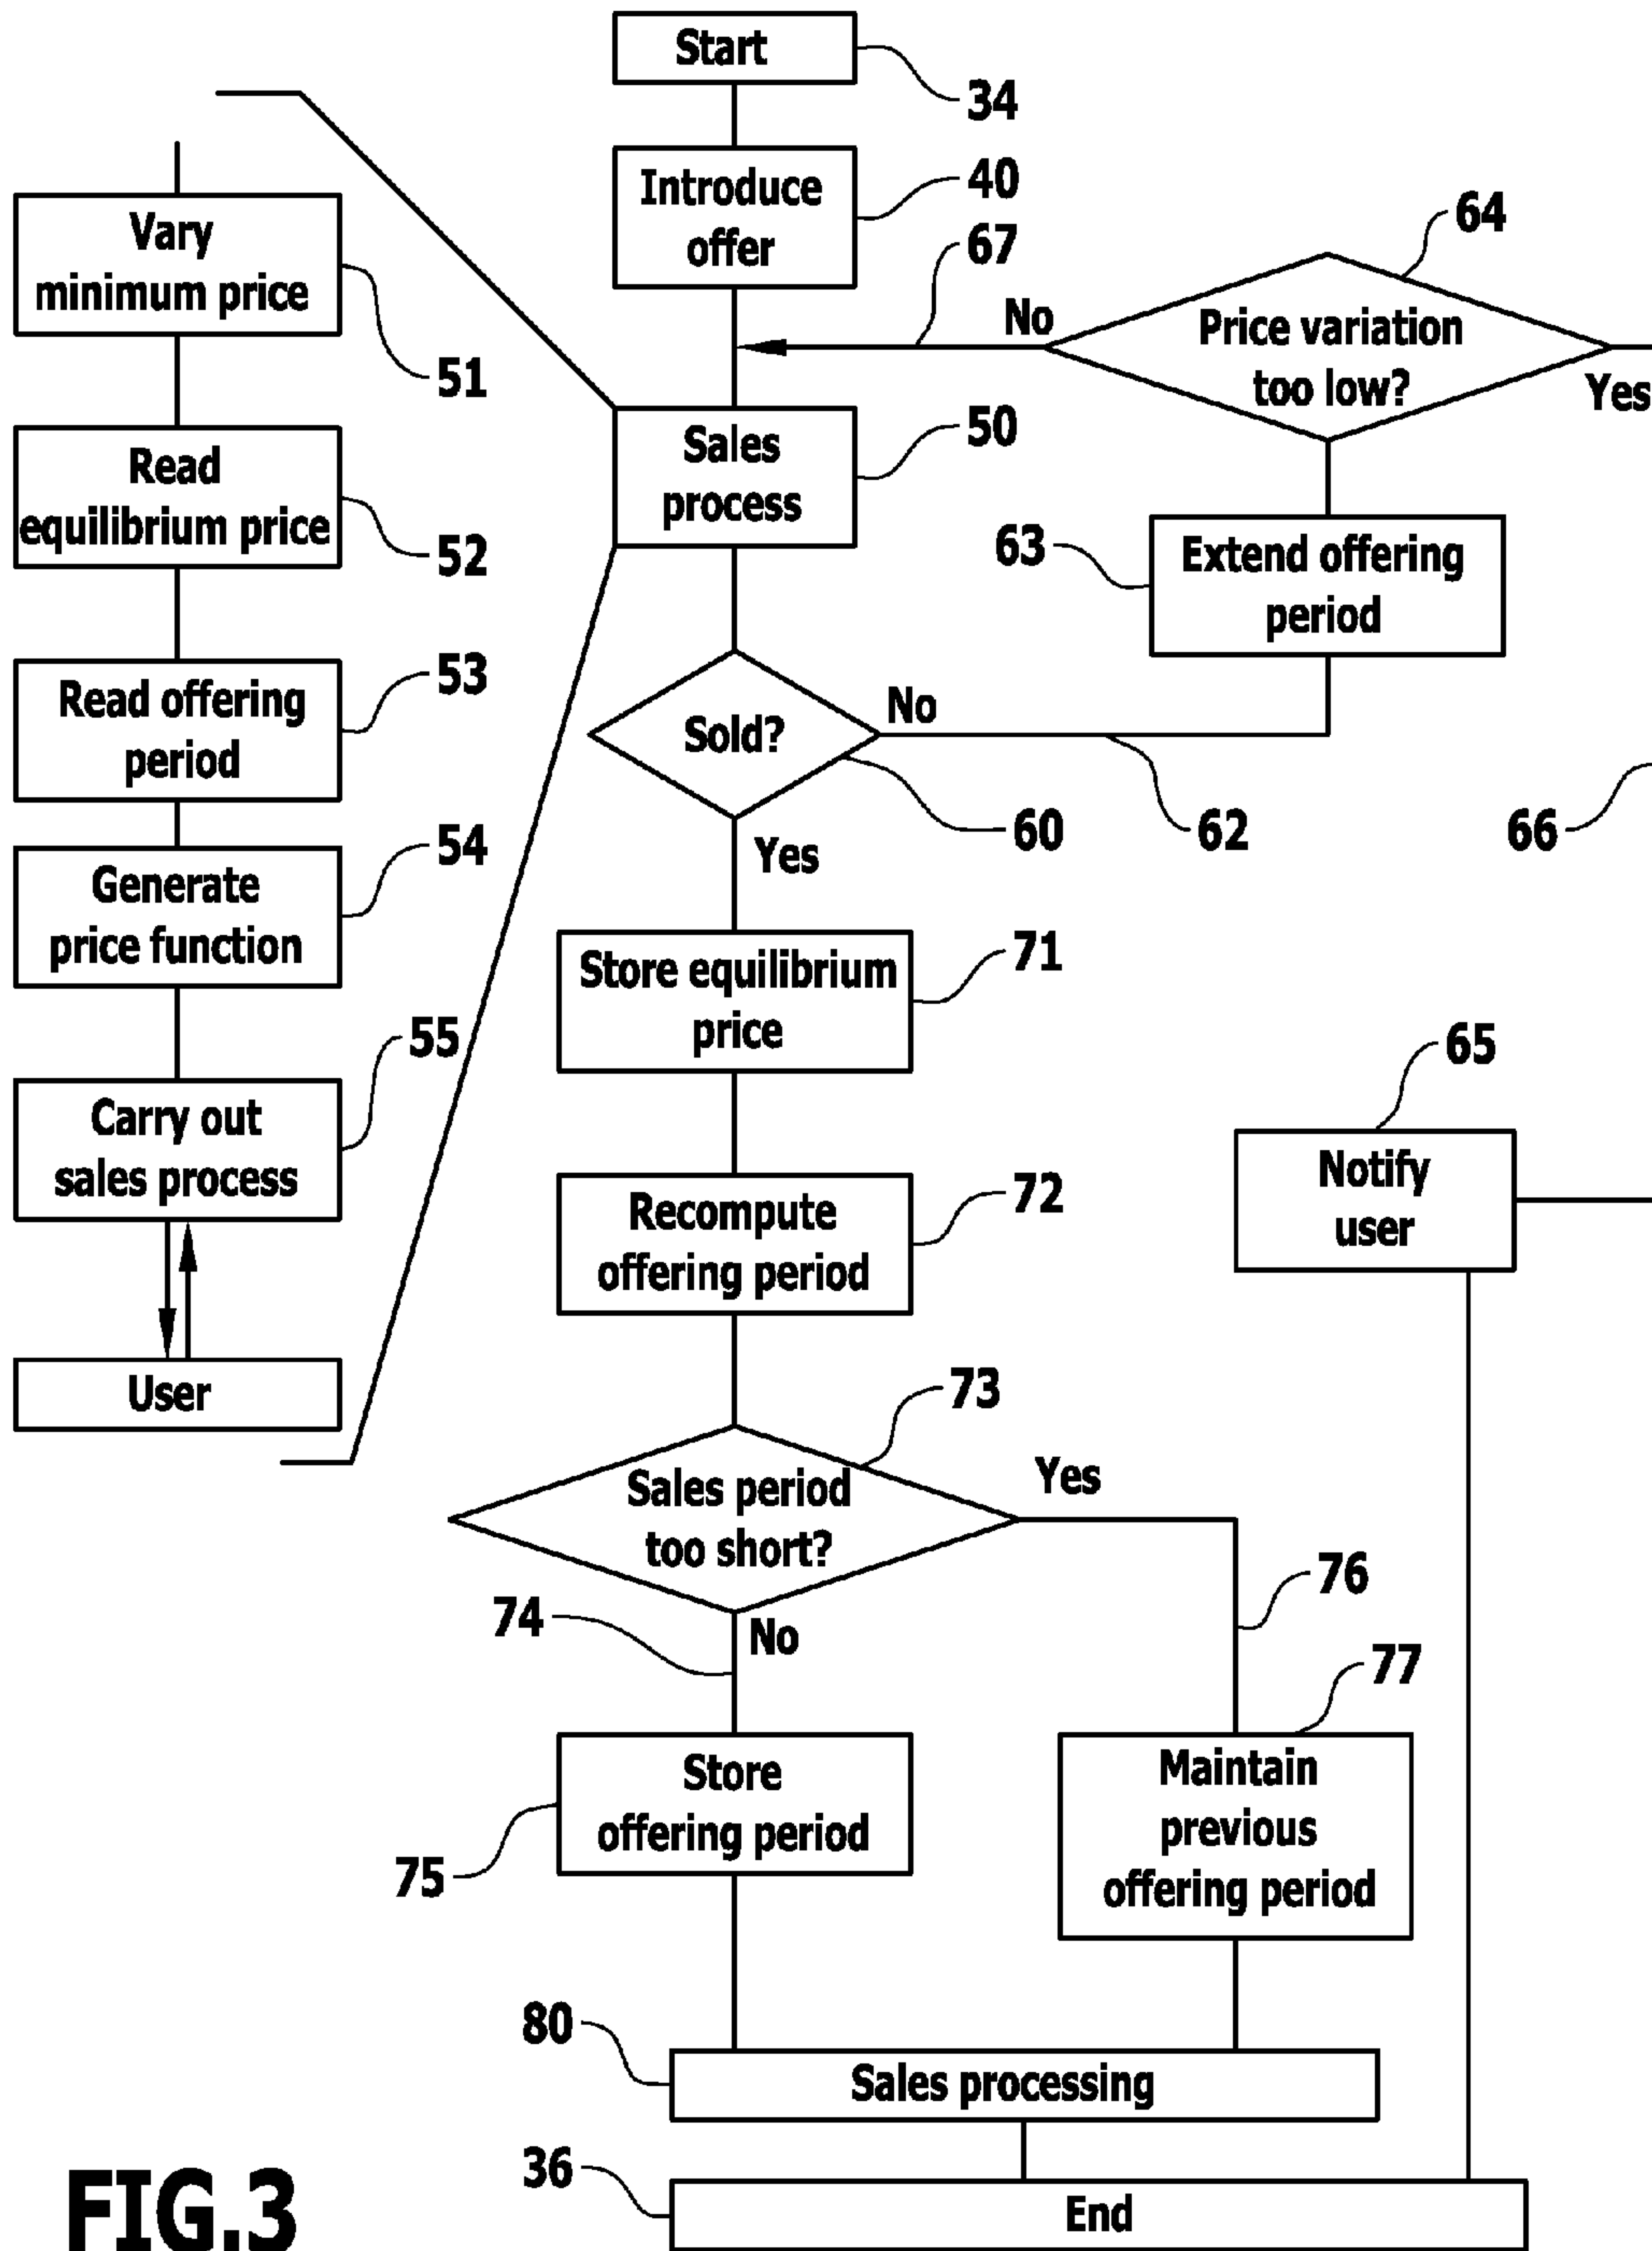 Start
34
Introduce
offer
40
67
64
No
Price variation
too low?
Yes
Vary
minimum price
51
Sales
process
50
Read
equilibrium price
52
63
Extend offering
period
Read offering
period
53
Sold?
No
60
62
66
Yes
Generate
price function
54
Store equilibrium
price
71
Carry out
sales process
55
65
Notify
user
Recompute
offering period
72
User
73
Sales period
too short?
Yes
76
74
No
77
Store
offering period
75
Maintain
previous
offering period
80
Sales processing
36
End
FIG.3